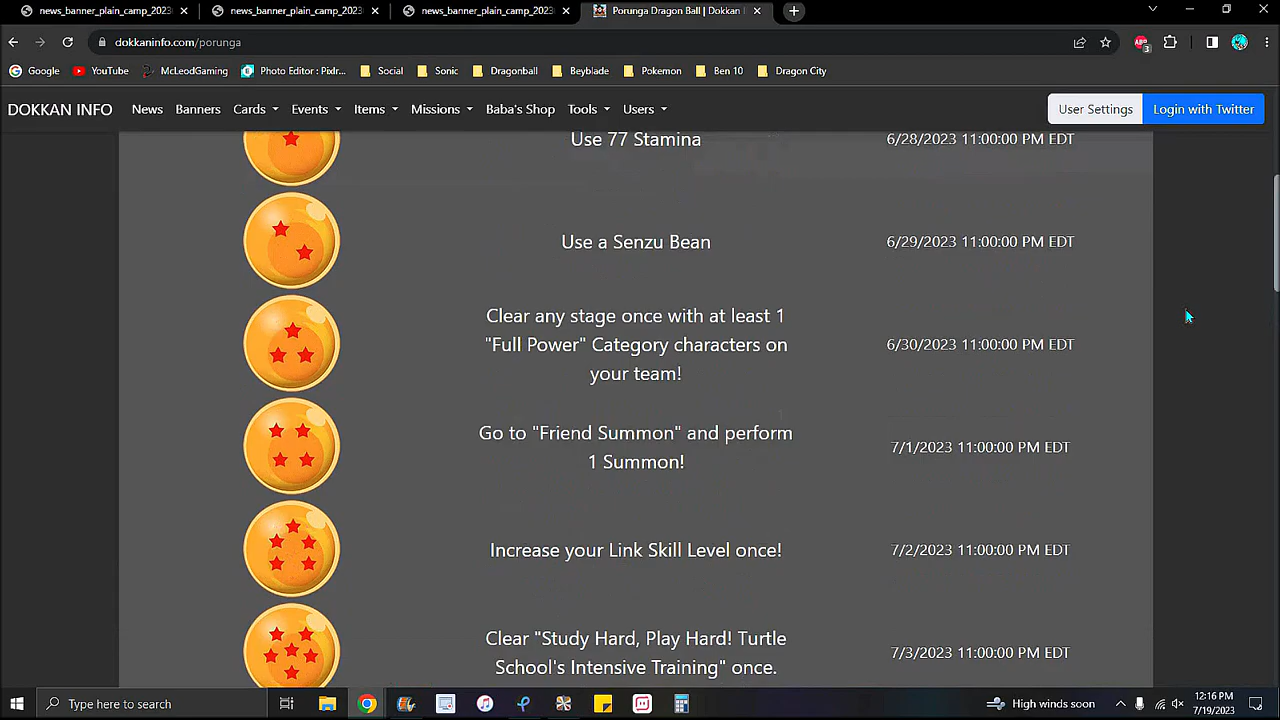 news_banner_plain_camp_2023
news_banner_plain_camp_2023
news_banner_plain_camp_2023
Porunga Dragon Ball | Dokkan
dokkaninfo.com/porunga
ABP
3
Google
YouTube
McLeodGaming
Photo Editor : Pixlr...
Social
Sonic
Dragonball
Beyblade
Pokemon
Ben 10
Dragon City
DOKKAN INFO
News
Banners
Cards
Events
Items
Missions
Baba's Shop
Tools
Users
User Settings
Login with Twitter
Use 77 Stamina
6/28/2023 11:00:00 PM EDT
Use a Senzu Bean
6/29/2023 11:00:00 PM EDT
Clear any stage once with at least 1
"Full Power" Category characters on
your team!
6/30/2023 11:00:00 PM EDT
Go to "Friend Summon" and perform
1 Summon!
7/1/2023 11:00:00 PM EDT
Increase your Link Skill Level once!
7/2/2023 11:00:00 PM EDT
Clear "Study Hard, Play Hard! Turtle
School's Intensive Training" once.
7/3/2023 11:00:00 PM EDT
Type here to search
High winds soon
12:16 PM
7/19/2023